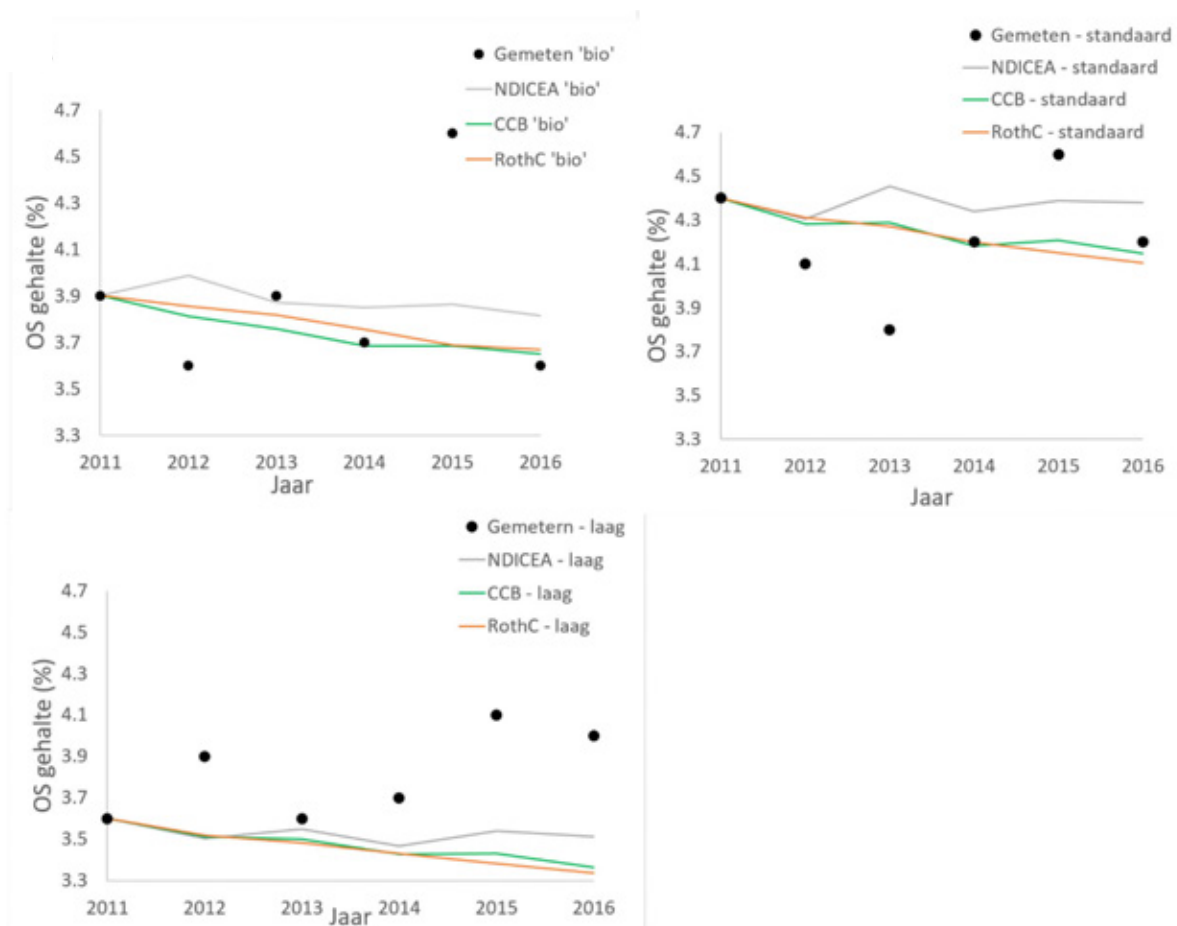 Gemeten 'bio'
NDICEA 'bio'
CCB 'bio'
RothC 'bio'
OS gehalte (%)
4.7
4.5
4.3
4.1
3.9
3.7
3.5
3.3
2011 2012 2013 2014 2015 2016
Jaar
Gemeten - standaard
NDICEA - standaard
CCB - standaard
RothC - standaard
OS gehalte (%)
4.7
4.5
4.3
4.1
3.9
3.7
3.5
3.3
2011 2012 2013 2014 2015 2016
Jaar
Gemetern - laag
NDICEA - laag
CCB - laag
RothC - laag
OS gehalte (%)
4.7
4.5
4.3
4.1
3.9
3.7
3.5
3.3
2011 2012 2013 2014 2015 2016
Jaar